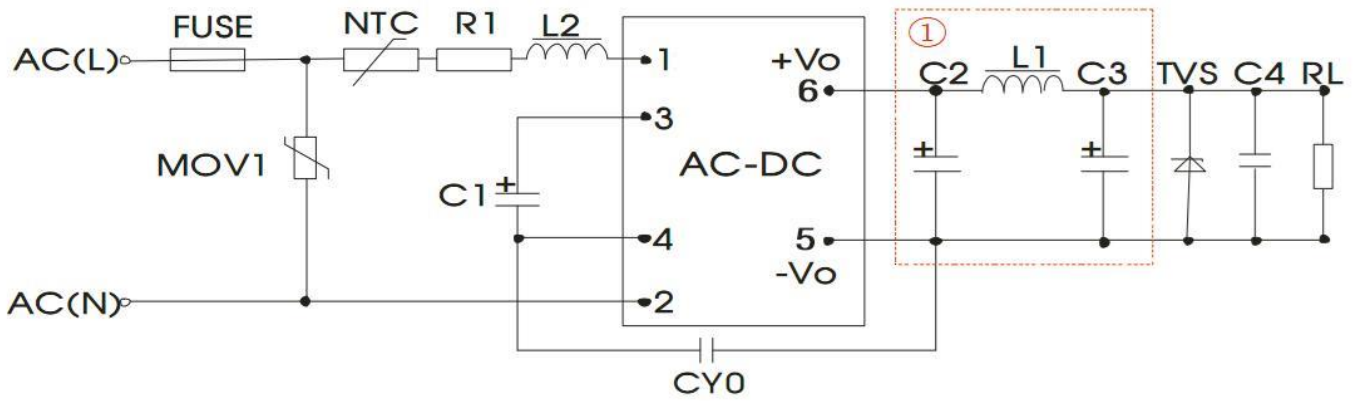 FUSE NTC R1 L2
AC(L) 1 +Vo ①
6 C2 L1 C3 TVS C4 RL
3
MOV1 AC-DC
C1 + + +
4 5
-Vo
AC(N) 2
CY0